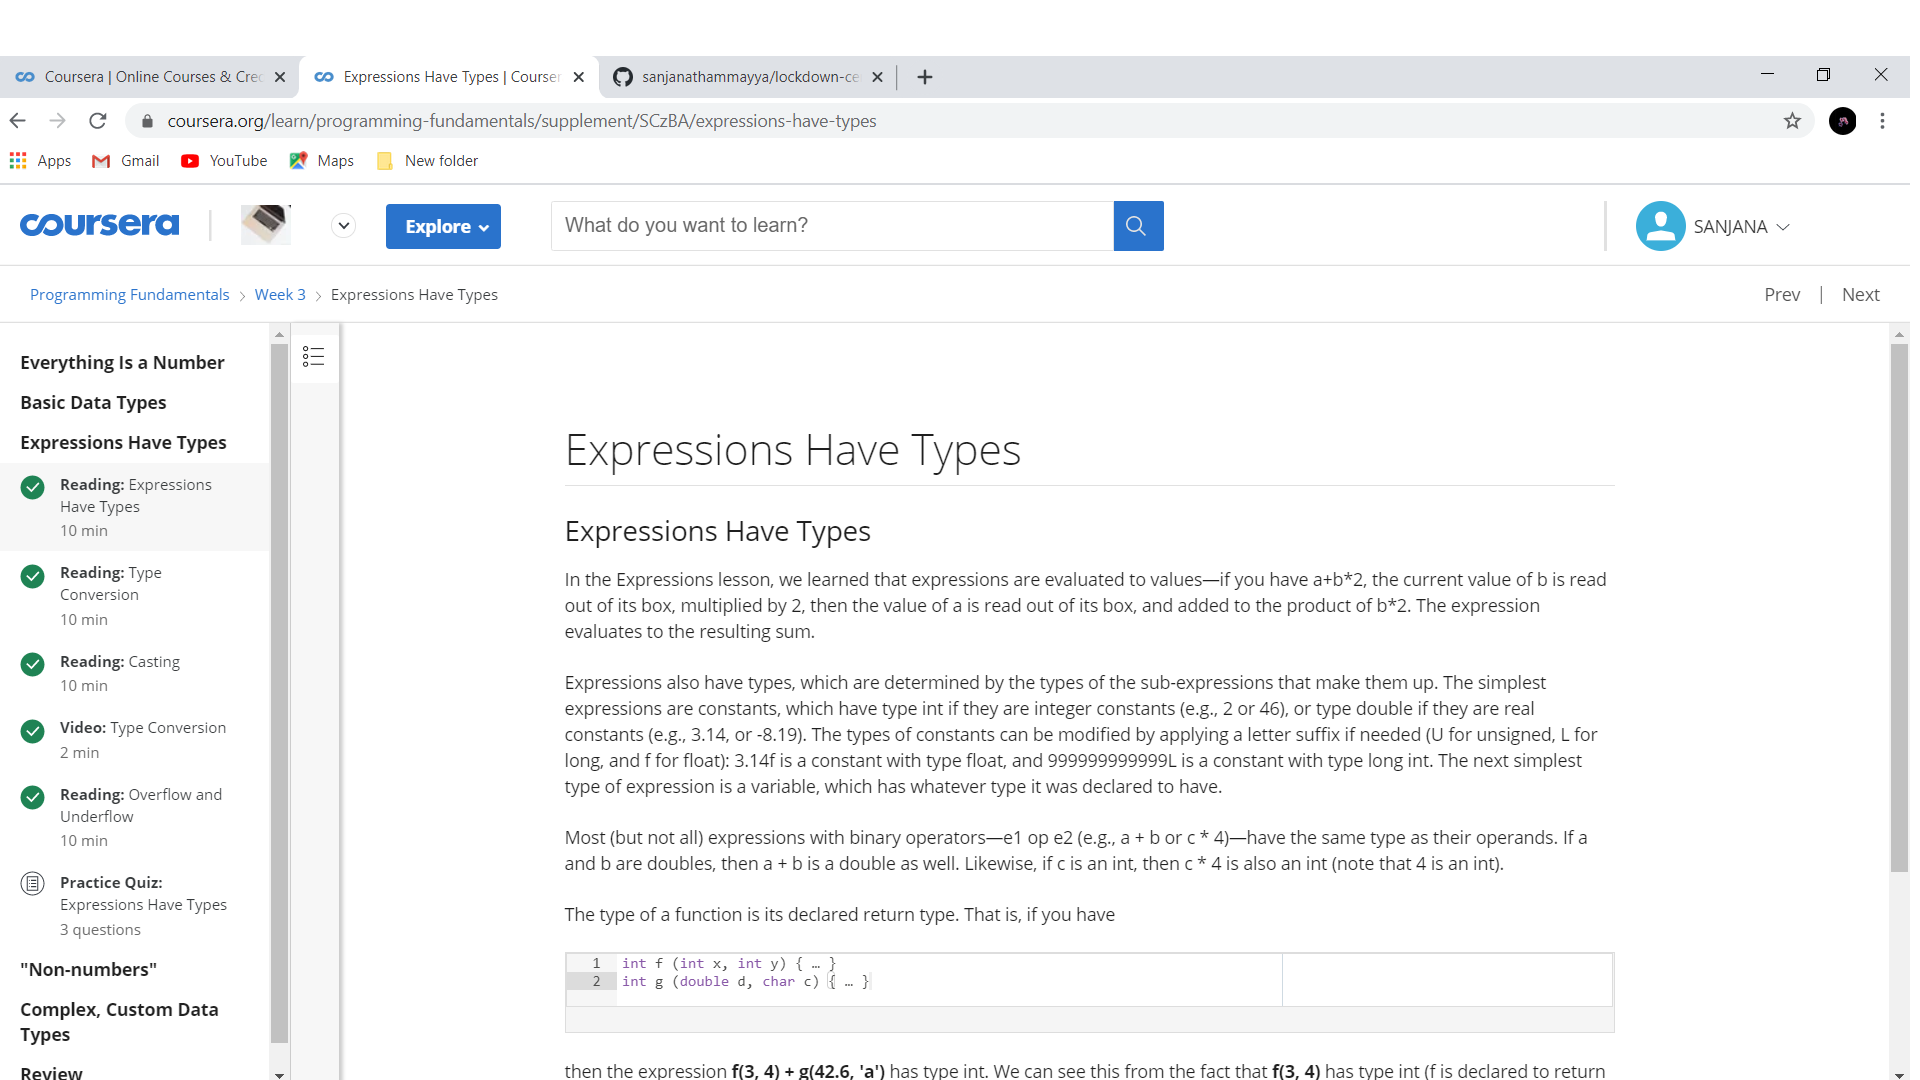 Coursera | Online Courses & Cre
Expressions Have Types | Courser
sanjanathammayya/lockdown-c
coursera.org/learn/programming-fundamentals/supplement/SCzBA/expressions-have-types
Apps Gmail YouTube Maps New folder
coursera Explore What do you want to learn? SANJANA
Programming Fundamentals > Week 3 > Expressions Have Types Prev | Next
Everything Is a Number
Basic Data Types
Expressions Have Types
Reading: Expressions
Have Types
10 min
Reading: Type
Conversion
10 min
Reading: Casting
10 min
Video: Type Conversion
2 min
Reading: Overflow and
Underflow
10 min
Practice Quiz:
Expressions Have Types
3 questions
"Non-numbers"
Complex, Custom Data
Types
Review
Expressions Have Types
Expressions Have Types
In the Expressions lesson, we learned that expressions are evaluated to values—if you have a+b*2, the current value of b is read
out of its box, multiplied by 2, then the value of a is read out of its box, and added to the product of b*2. The expression
evaluates to the resulting sum.
Expressions also have types, which are determined by the types of the sub-expressions that make them up. The simplest
expressions are constants, which have type int if they are integer constants (e.g., 2 or 46), or type double if they are real
constants (e.g., 3.14, or -8.19). The types of constants can be modified by applying a letter suffix if needed (U for unsigned, L for
long, and f for float): 3.14f is a constant with type float, and 999999999999L is a constant with type long int. The next simplest
type of expression is a variable, which has whatever type it was declared to have.
Most (but not all) expressions with binary operators—e1 op e2 (e.g., a + b or c * 4)—have the same type as their operands. If a
and b are doubles, then a + b is a double as well. Likewise, if c is an int, then c * 4 is also an int (note that 4 is an int).
The type of a function is its declared return type. That is, if you have
1 int f (int x, int y) { … }
2 int g (double d, char c) { … }
then the expression f(3, 4) + g(42.6, 'a') has type int. We can see this from the fact that f(3, 4) has type int (f is declared to return